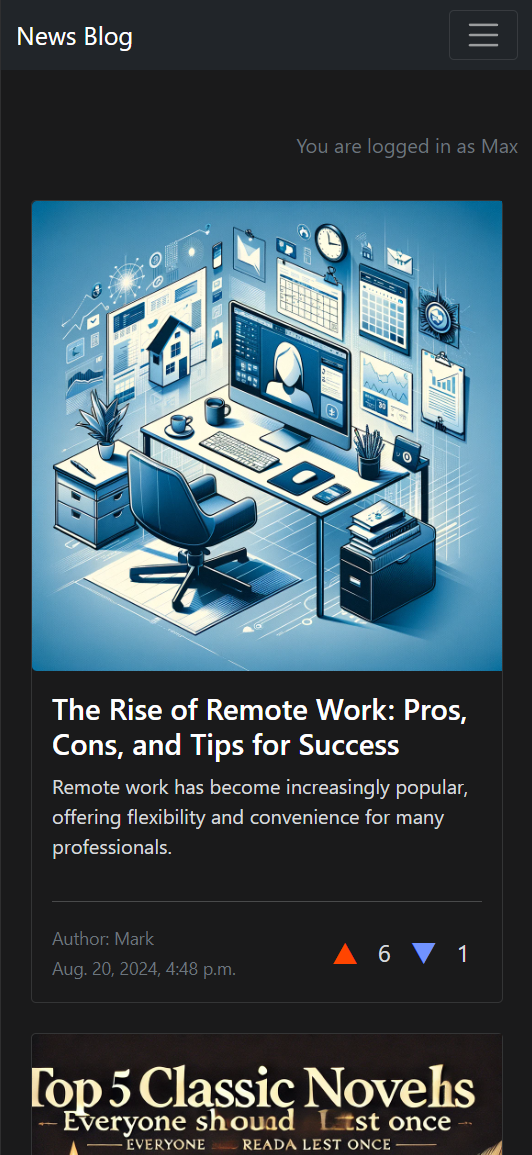 News Blog
You are logged in as Max
The Rise of Remote Work: Pros,
Cons, and Tips for Success
Remote work has become increasingly popular,
offering flexibility and convenience for many
professionals.
Author: Mark
Aug. 20, 2024, 4:48 p.m.
6 1
Top 5 Classic Novehs
Everyone shound Lest once
EVERYONE READA LEST ONCE